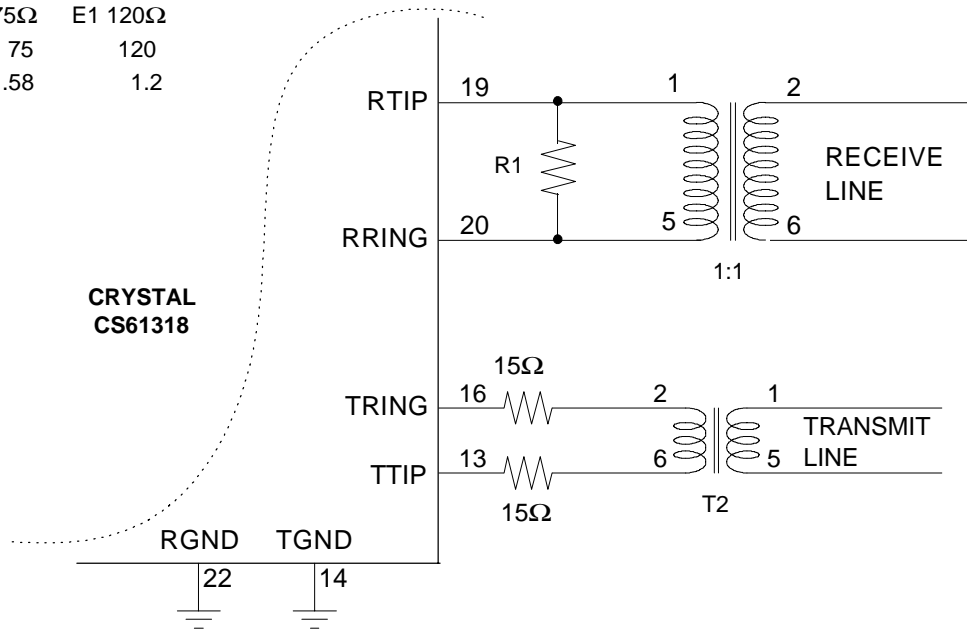 75Ω E1 120Ω
75 120
.58 1.2
RTIP 19 1 2
R1
RECEIVE
LINE
RRING 20 5 6
1:1
CRYSTAL
CS61318
15Ω
TRING 16 2 1
TRANSMIT
LINE
TTIP 13 6 5
15Ω
T2
RGND TGND
22 14